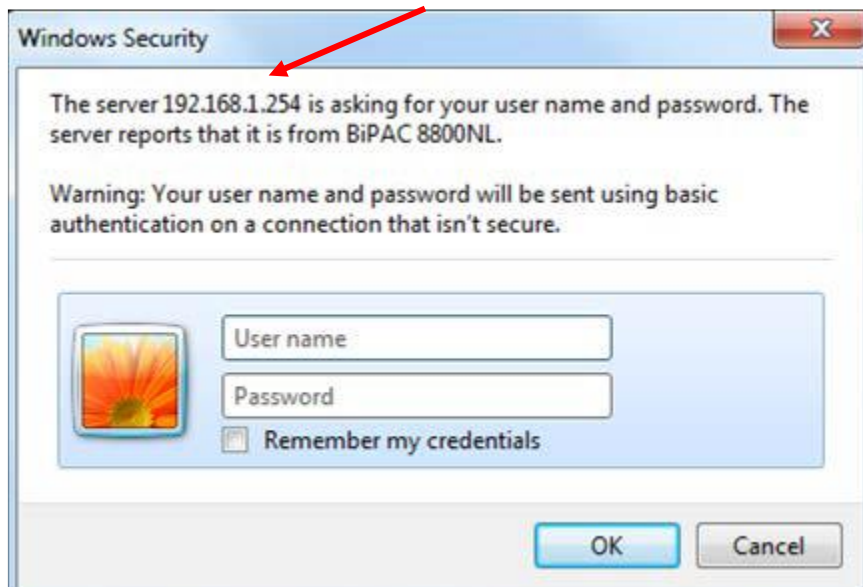 Windows Security
The server 192.168.1.254 is asking for your user name and password. The
server reports that it is from BiPAC 8800NL.
Warning: Your user name and password will be sent using basic
authentication on a connection that isn't secure.
User name
Password
Remember my credentials
OK
Cancel